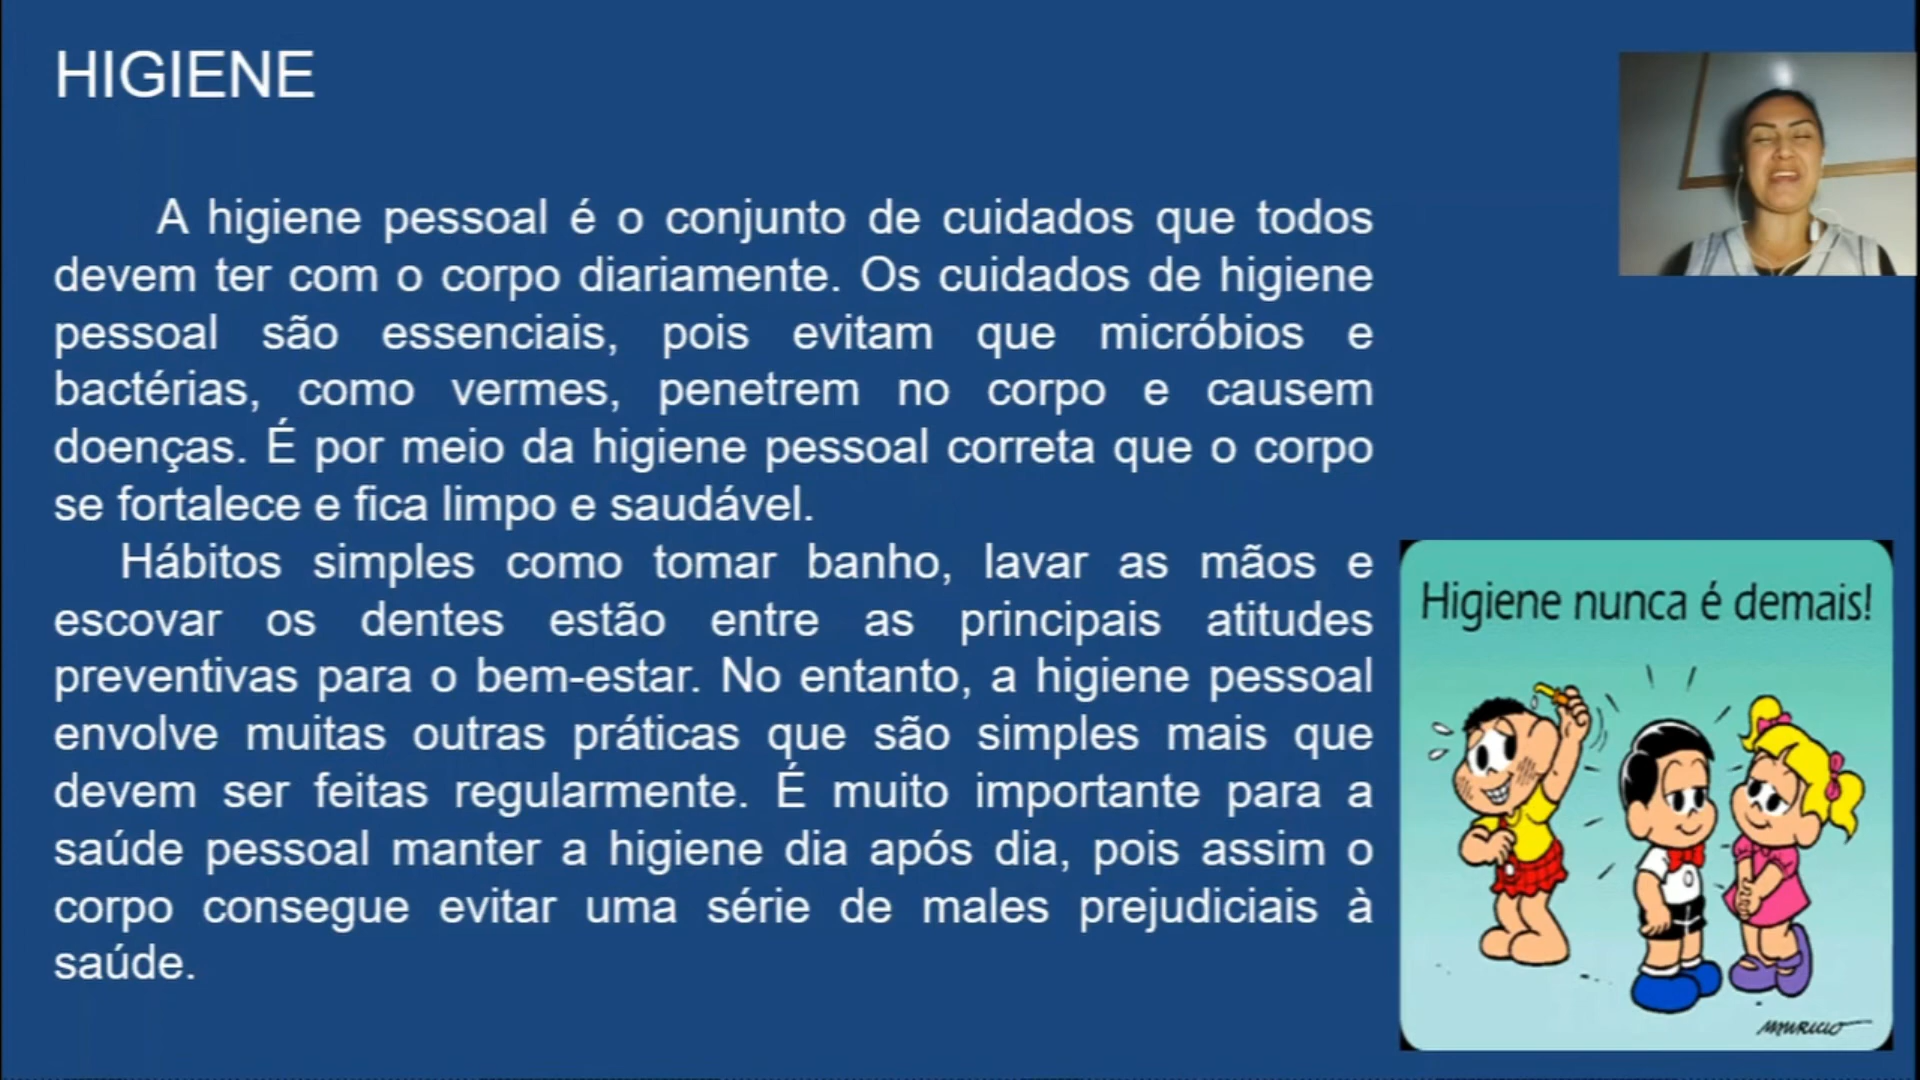 HIGIENE
A higiene pessoal é o conjunto de cuidados que todos
devem ter com o corpo diariamente. Os cuidados de higiene
pessoal são essenciais, pois evitam que micróbios e
bactérias, como vermes, penetrem no corpo e causem
doenças. É por meio da higiene pessoal correta que o corpo
se fortalece e fica limpo e saudável.
Hábitos simples como tomar banho, lavar as mãos e
escovar os dentes estão entre as principais atitudes
preventivas para o bem-estar. No entanto, a higiene pessoal
envolve muitas outras práticas que são simples mais que
devem ser feitas regularmente. É muito importante para a
saúde pessoal manter a higiene dia após dia, pois assim o
corpo consegue evitar uma série de males prejudiciais à
saúde.
Higiene nunca é demais!
MAURICIO